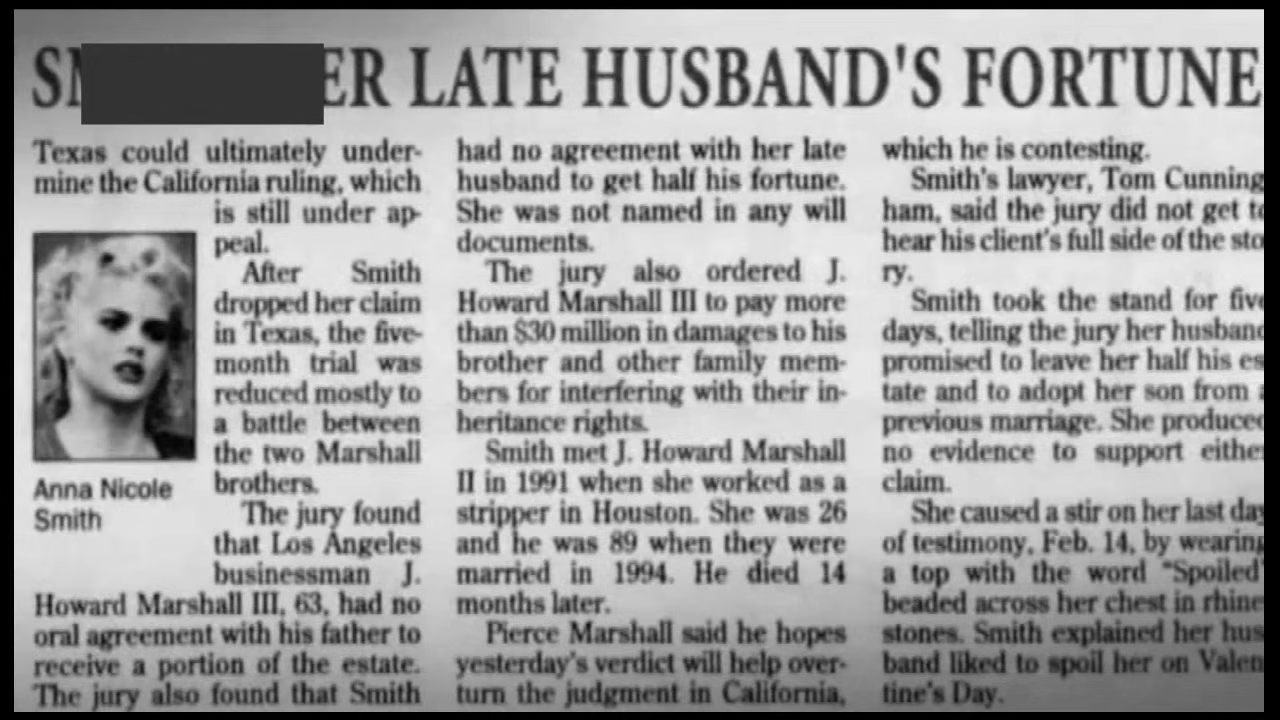 ER LATE HUSBAND'S FORTUNE
Texas could ultimately under-
mine the California ruling, which
is still under ap-
peal.
After Smith
dropped her claim
in Texas, the five-
month trial was
reduced mostly to
a battle between
the two Marshall
brothers.
The jury found
that Los Angeles
businessman J.
Anna Nicole
Smith
Howard Marshall III, 63, had no
oral agreement with his father to
receive a portion of the estate.
The jury also found that Smith
had no agreement with her late
husband to get half his fortune.
She was not named in any will
documents.
The jury also ordered J.
Howard Marshall III to pay more
than $30 million in damages to his
brother and other family mem-
bers for interfering with their in-
heritance rights.
Smith met J. Howard Marshall
II in 1991 when she worked as a
stripper in Houston. She was 26
and he was 89 when they were
married in 1994. He died 14
months later.
Pierce Marshall said he hopes
yesterday's verdict will help over-
turn the judgment in California,
which he is contesting.
Smith's lawyer, Tom Cunning
ham, said the jury did not get to
hear his client's full side of the sto
ry.
Smith took the stand for five
days, telling the jury her husband
promised to leave her half his es
tate and to adopt her son from a
previous marriage. She produced
no evidence to support either
claim.
She caused a stir on her last day
of testimony, Feb. 14, by wearing
a top with the word "Spoiled"
beaded across her chest in rhine
stones. Smith explained her hus
band liked to spoil her on Valen
tine's Day.